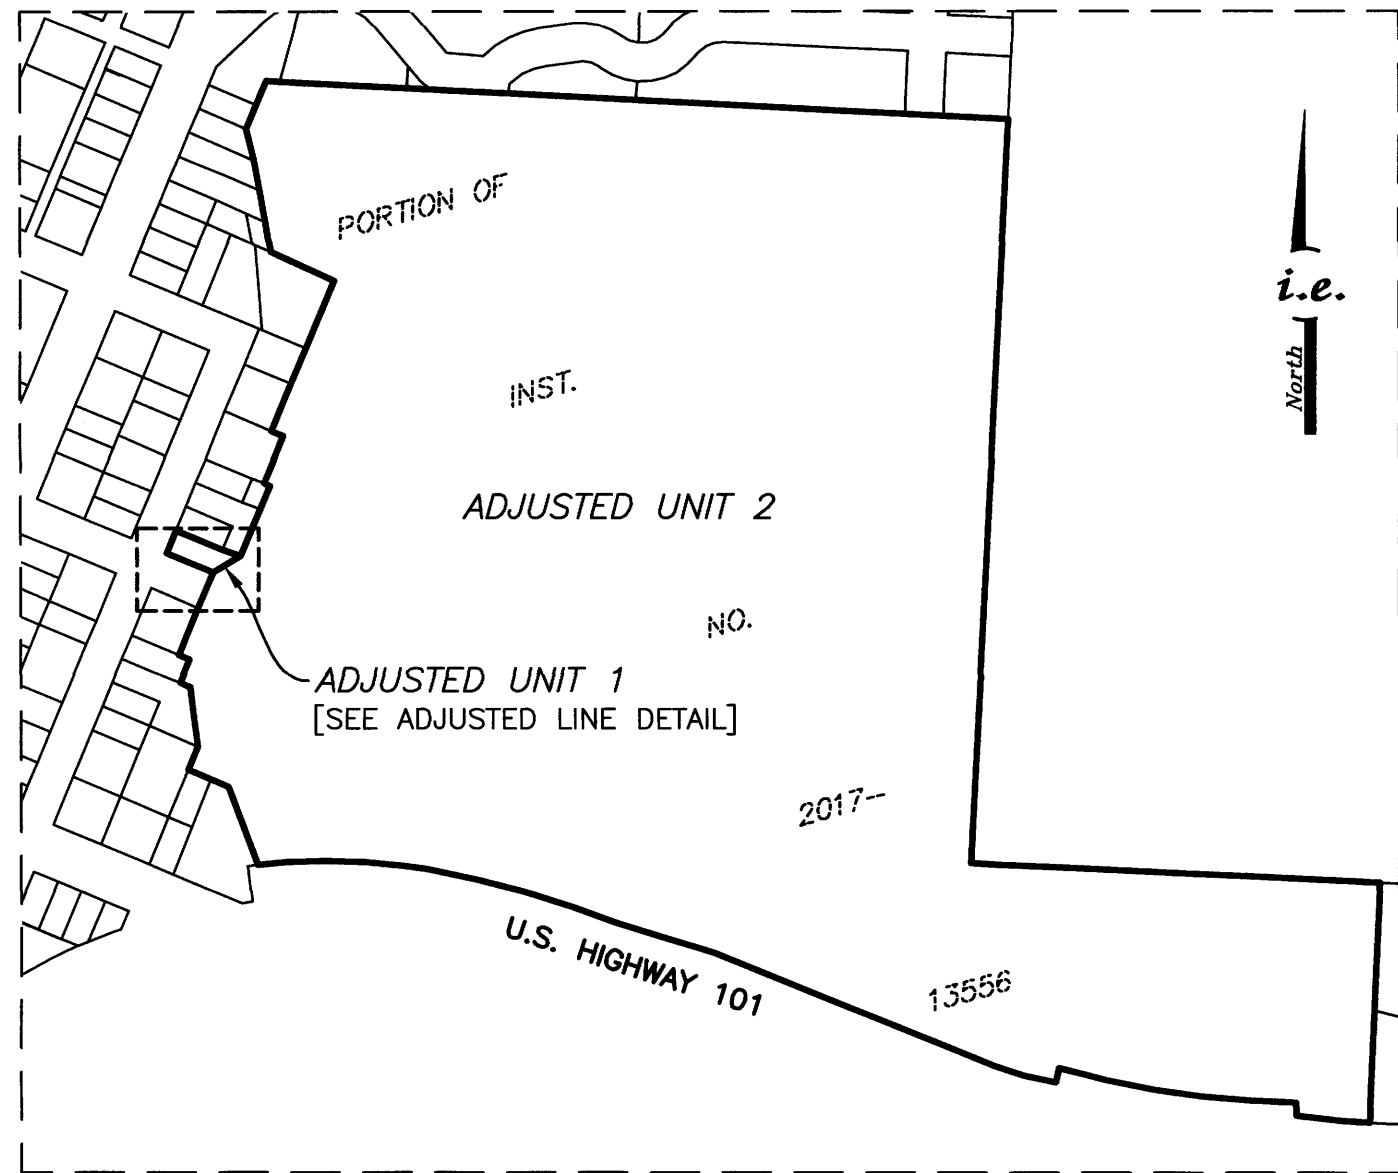 PORTION OF
i.e.
North
INST.
ADJUSTED UNIT 2
NO.
ADJUSTED UNIT 1
[SEE ADJUSTED LINE DETAIL]
2017--
U.S. HIGHWAY 101
13556